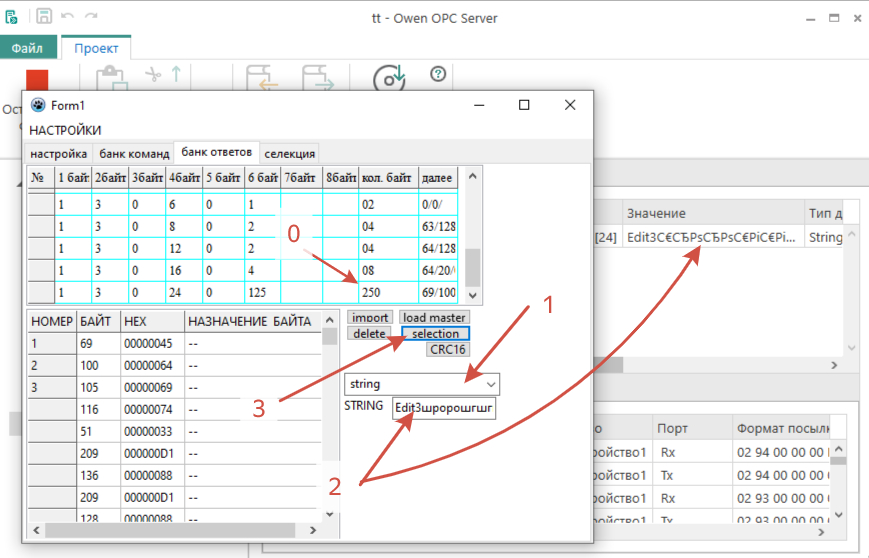 tt - Owen OPC Server
Файл
Проект
Ост
Form1
НАСТРОЙКИ
настройка
банк команд
банк ответов
селекция
№ 1 байт 2байт 3байт 4байт 5 байт 6 байт 7байт 8байт кол. байт далее
1 3 0 6 0 1 02 0/0/
1 3 0 8 0 2 04 63/128
1 3 0 12 0 2 04 64/128
1 3 0 16 0 4 08 64/20/
1 3 0 24 0 125 250 69/100
0
Значение
Тип д
[24] Edit3С€СЂРѕСЂРѕС€РіС€Рі... String
НОМЕР БАЙТ HEX НАЗНАЧЕНИЕ БАЙТА
1 69 00000045 --
2 100 00000064 --
3 105 00000069 --
116 00000074 --
51 00000033 --
209 000000D1 --
136 00000088 --
209 000000D1 --
128 00000088 --
import
load master
delete
selection
CRC16
string
STRING
Edit3шророшгшг
1
3
2
о Порт Формат посылк
ройство1 Rx 02 94 00 00 00
ройство1 Tx 02 94 00 00 00
ройство1 Rx 02 93 00 00 00
ройство1 Tx 02 93 00 00 00